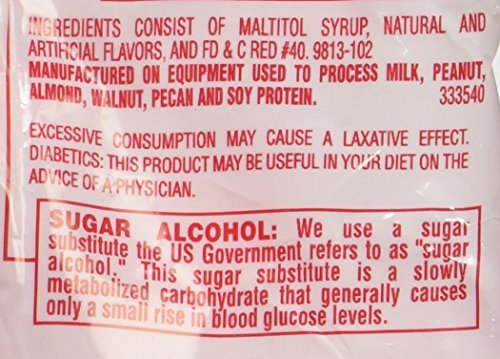 INGREDIENTS CONSIST OF MALTITOL SYRUP, NATURAL AND
ARTIFICIAL FLAVORS, AND FD & C RED #40. 9813-102
MANUFACTURED ON EQUIPMENT USED TO PROCESS MILK, PEANUT,
ALMOND, WALNUT, PECAN AND SOY PROTEIN. 333540
EXCESSIVE CONSUMPTION MAY CAUSE A LAXATIVE EFFECT.
DIABETICS: THIS PRODUCT MAY BE USEFUL IN YOUR DIET ON THE
ADVICE OF A PHYSICIAN.
SUGAR ALCOHOL: We use a sugar
substitute the US Government refers to as "sugar
alcohol." This sugar substitute is a slowly
metabolized carbohydrate that generally causes
only a small rise in blood glucose levels.